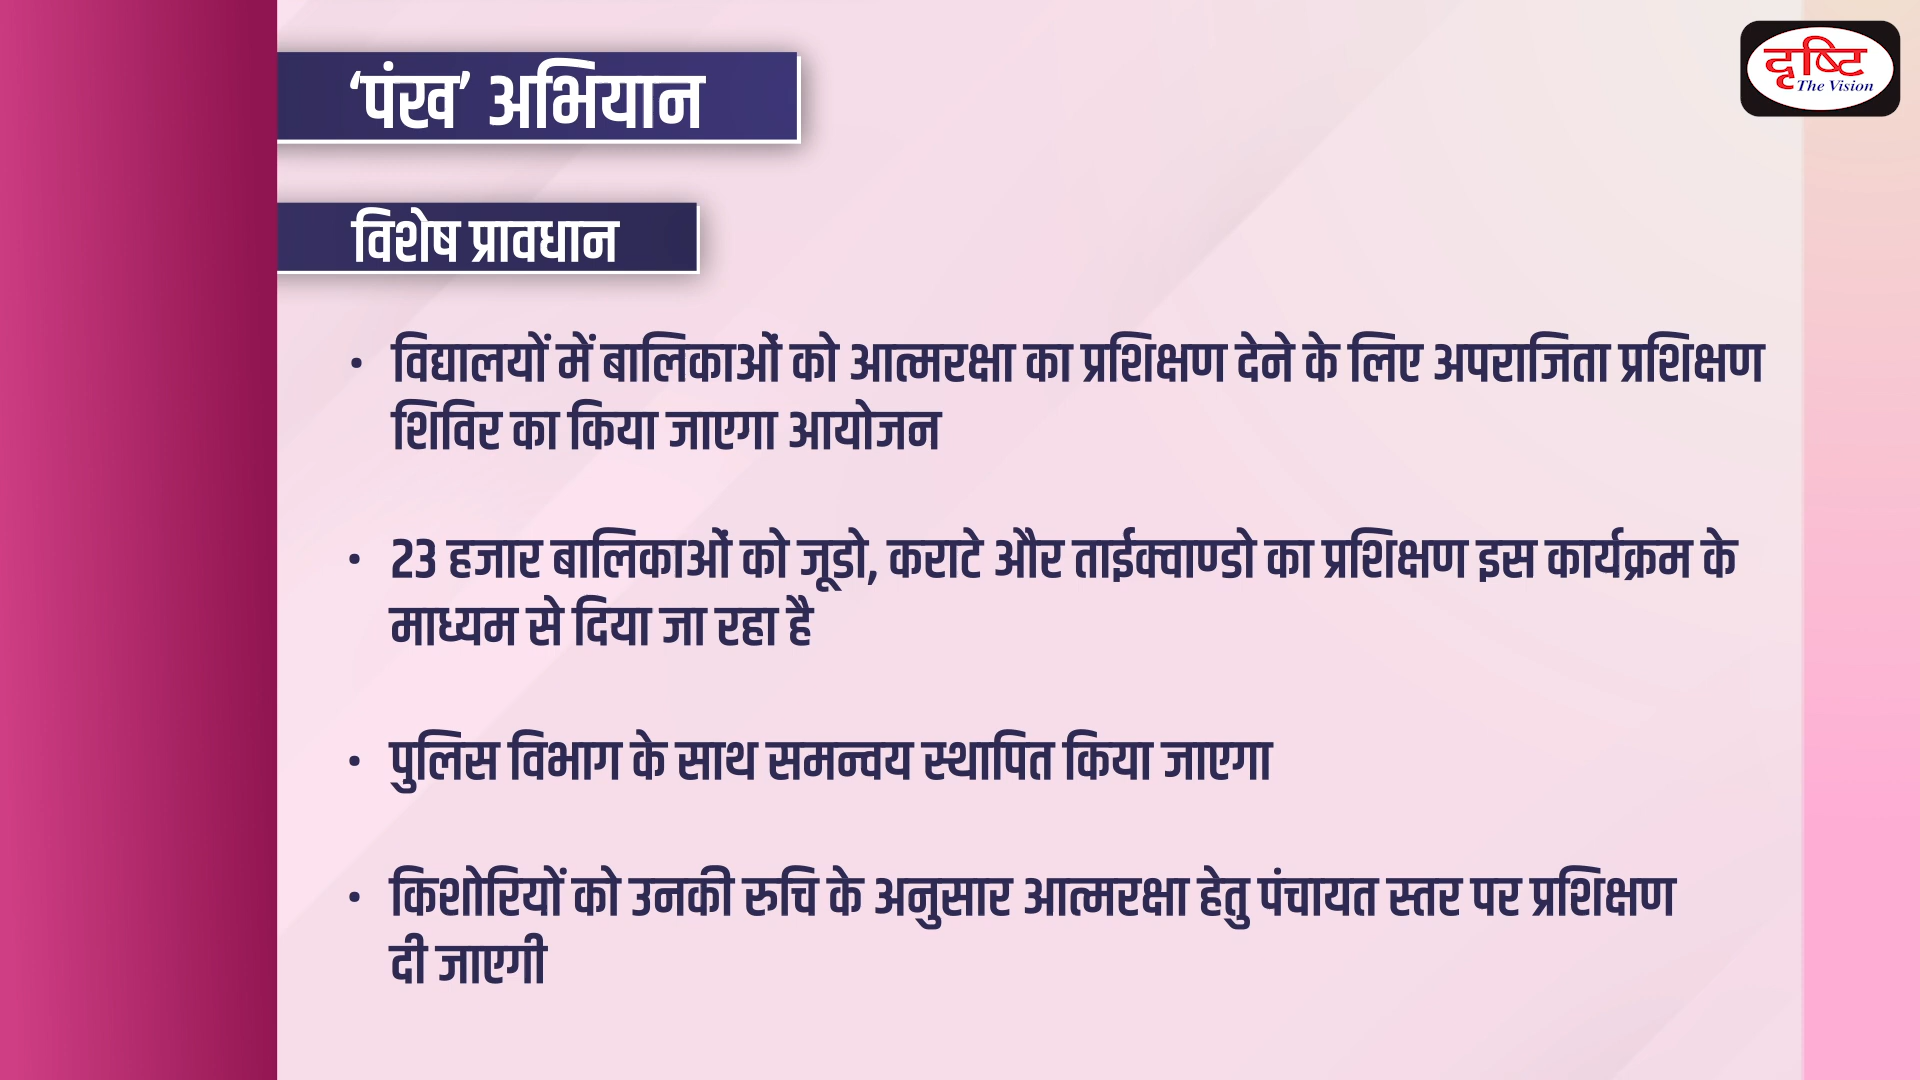 ‘पंख’ अभियान
दृष्टि
The Vision
विशेष प्रावधान
• विद्यालयों में बालिकाओं को आत्मरक्षा का प्रशिक्षण देने के लिए अपराजिता प्रशिक्षण
शिविर का किया जाएगा आयोजन
• 23 हजार बालिकाओं को जूडो, कराटे और ताईक्वाण्डो का प्रशिक्षण इस कार्यक्रम के
माध्यम से दिया जा रहा है
• पुलिस विभाग के साथ समन्वय स्थापित किया जाएगा
• किशोरियों को उनकी रुचि के अनुसार आत्मरक्षा हेतु पंचायत स्तर पर प्रशिक्षण
दी जाएगी